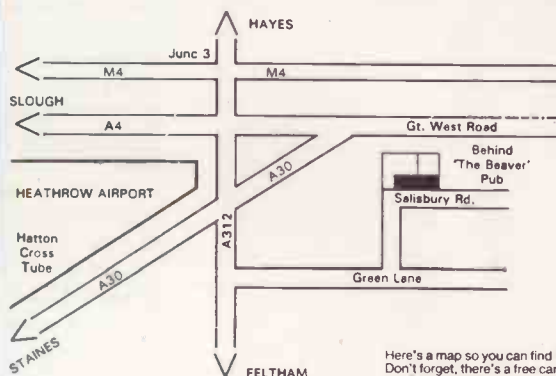 HAYES
Junc 3
M4
M4
SLOUGH
A4
Gt. West Road
Behind
'The Beaver'
Pub
HEATHROW AIRPORT
A30
Salisbury Rd.
A312
Hatton
Cross
Tube
A30
Green Lane
STAINES
FELTHAM
Here's a map so you can find
Don't forget, there's a free car